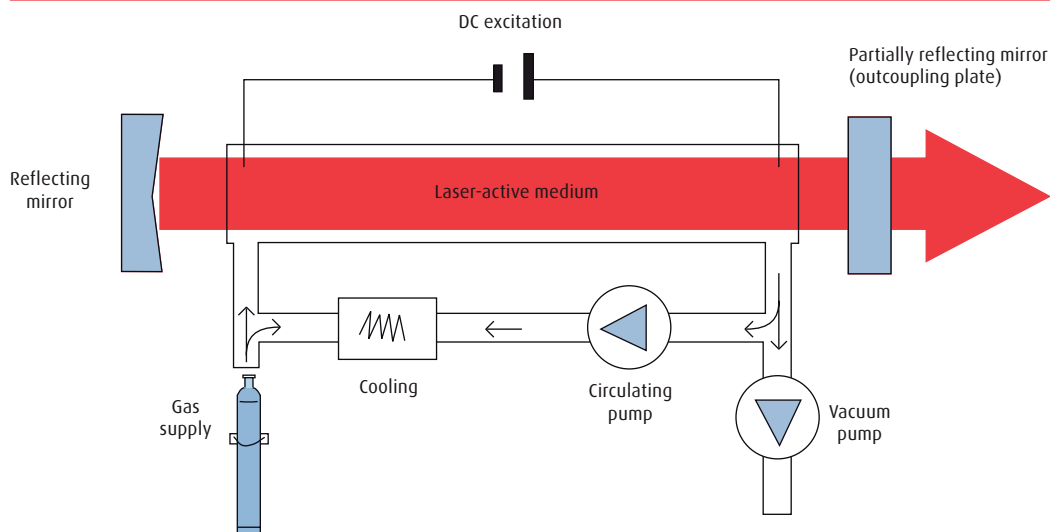 DC excitation
Partially reflecting mirror
(outcoupling plate)
Reflecting
mirror
Laser-active medium
Cooling
Circulating
pump
Gas
supply
Vacuum
pump